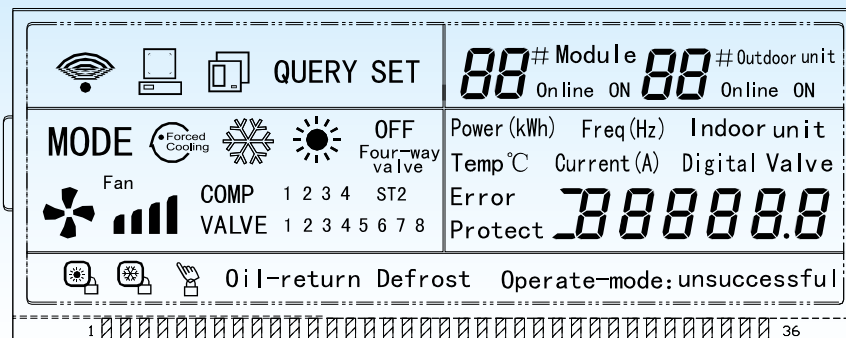 QUERY SET
88 # Module Online ON 88 # Outdoor unit Online ON
MODE Forced Cooling OFF Four-way valve
Power(kWh) Freq(Hz) Indoor unit
Temp℃ Current(A) Digital Valve
Fan
COMP 1 2 3 4 ST2
VALVE 1 2 3 4 5 6 7 8
Error
Protect 8888.8
Oil-return Defrost Operate-mode:unsuccessful
1 36